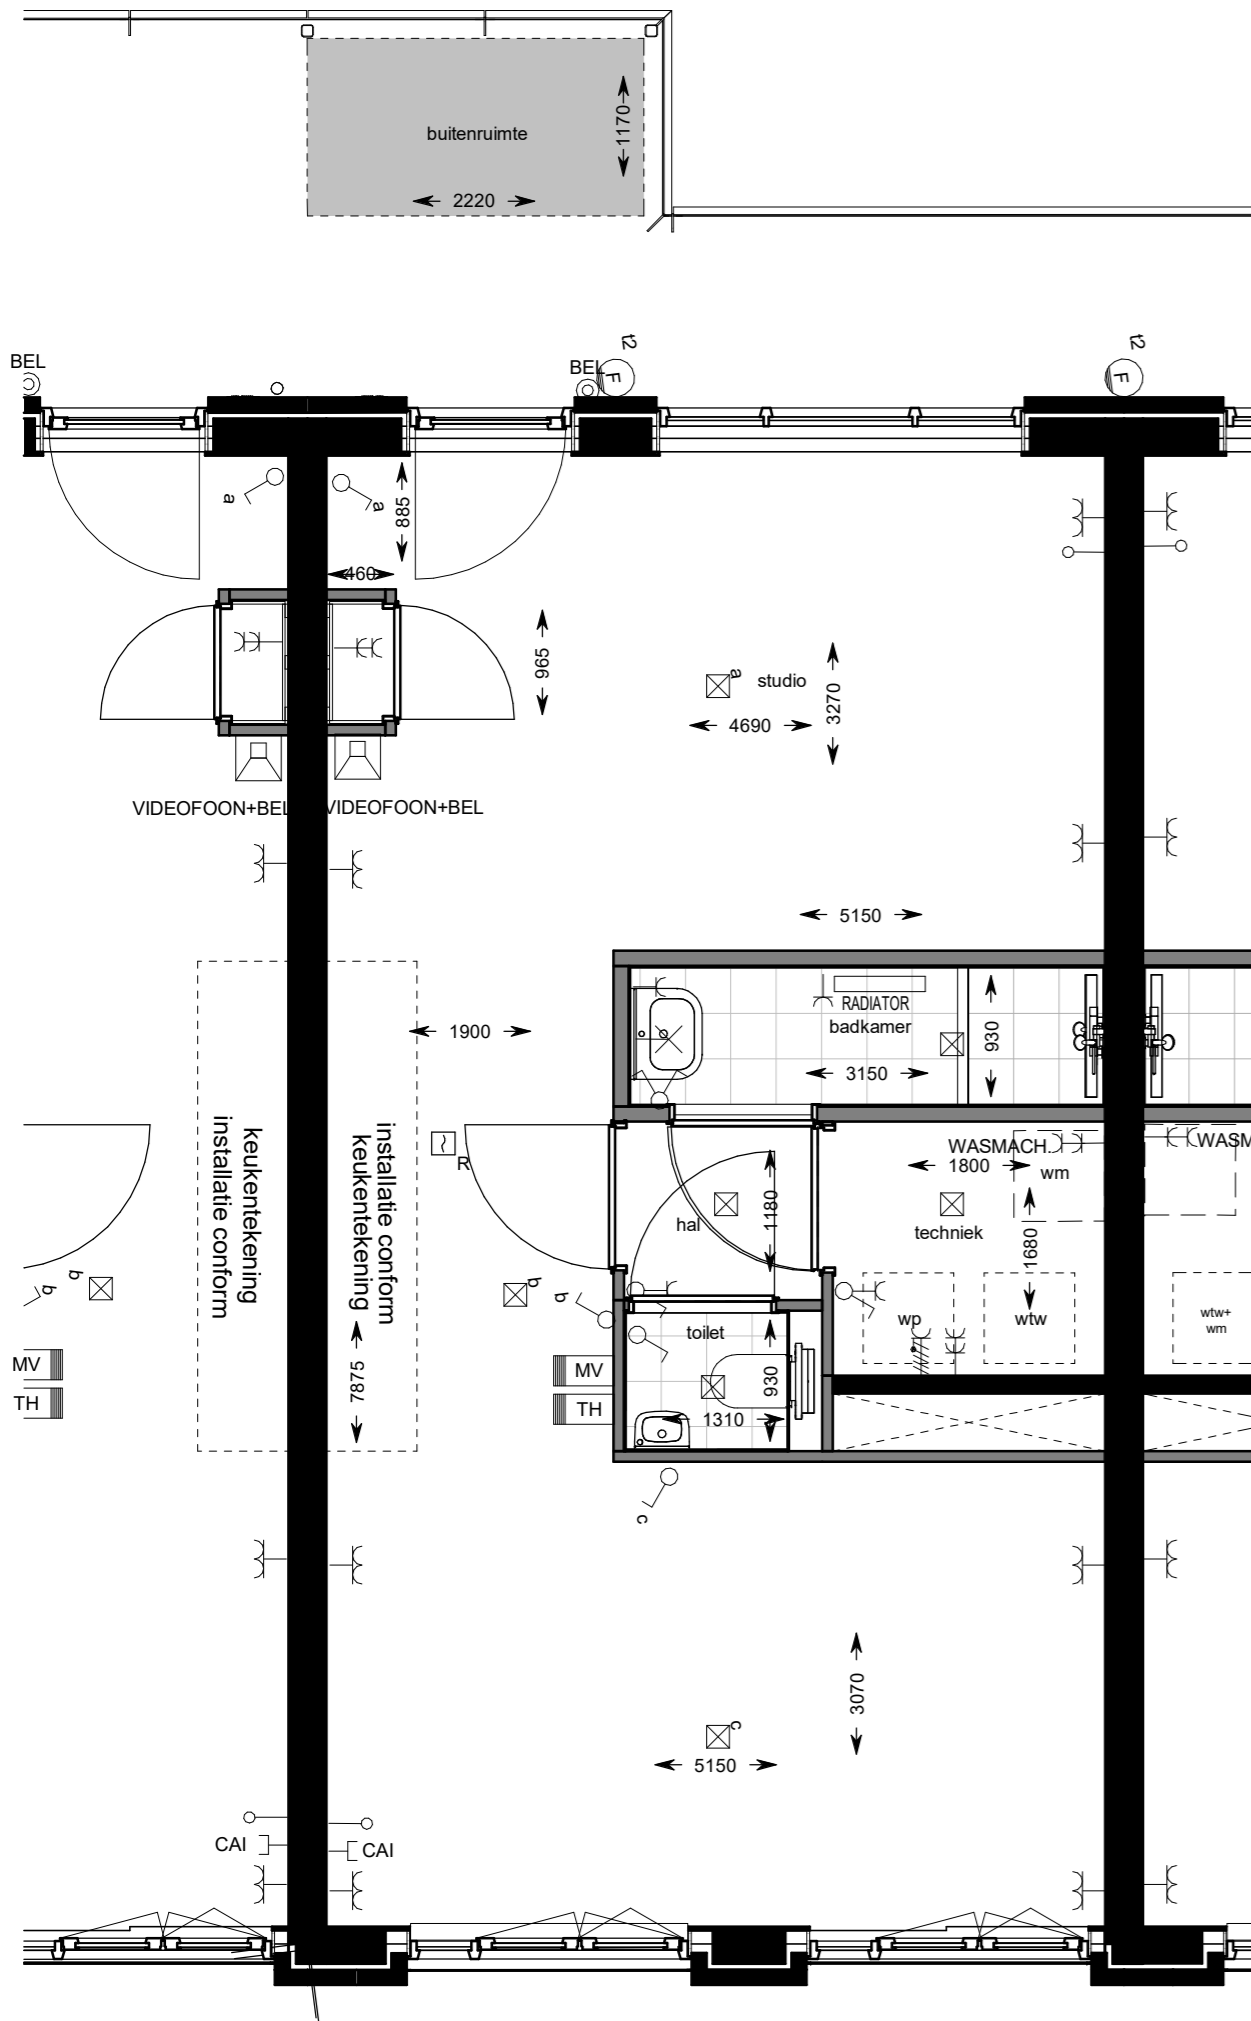 buitenruimte
1170
2220
BEL
BEL
t2
F
t2
F
a
a
885
460
965
a
studio
4690
3270
VIDEOFOON+BEL
VIDEOFOON+BEL
5150
RADIATOR
badkamer
930
3150
1900
keukentekening
installatie conform
installatie conform
keukentekening
7875
R
WASMACH.
WASM
1800
wm
hal
1180
techniek
1680
b
b
b
b
wp
wtw
wtw+
wm
toilet
MV
TH
MV
TH
930
1310
c
3070
c
5150
CAI
CAI